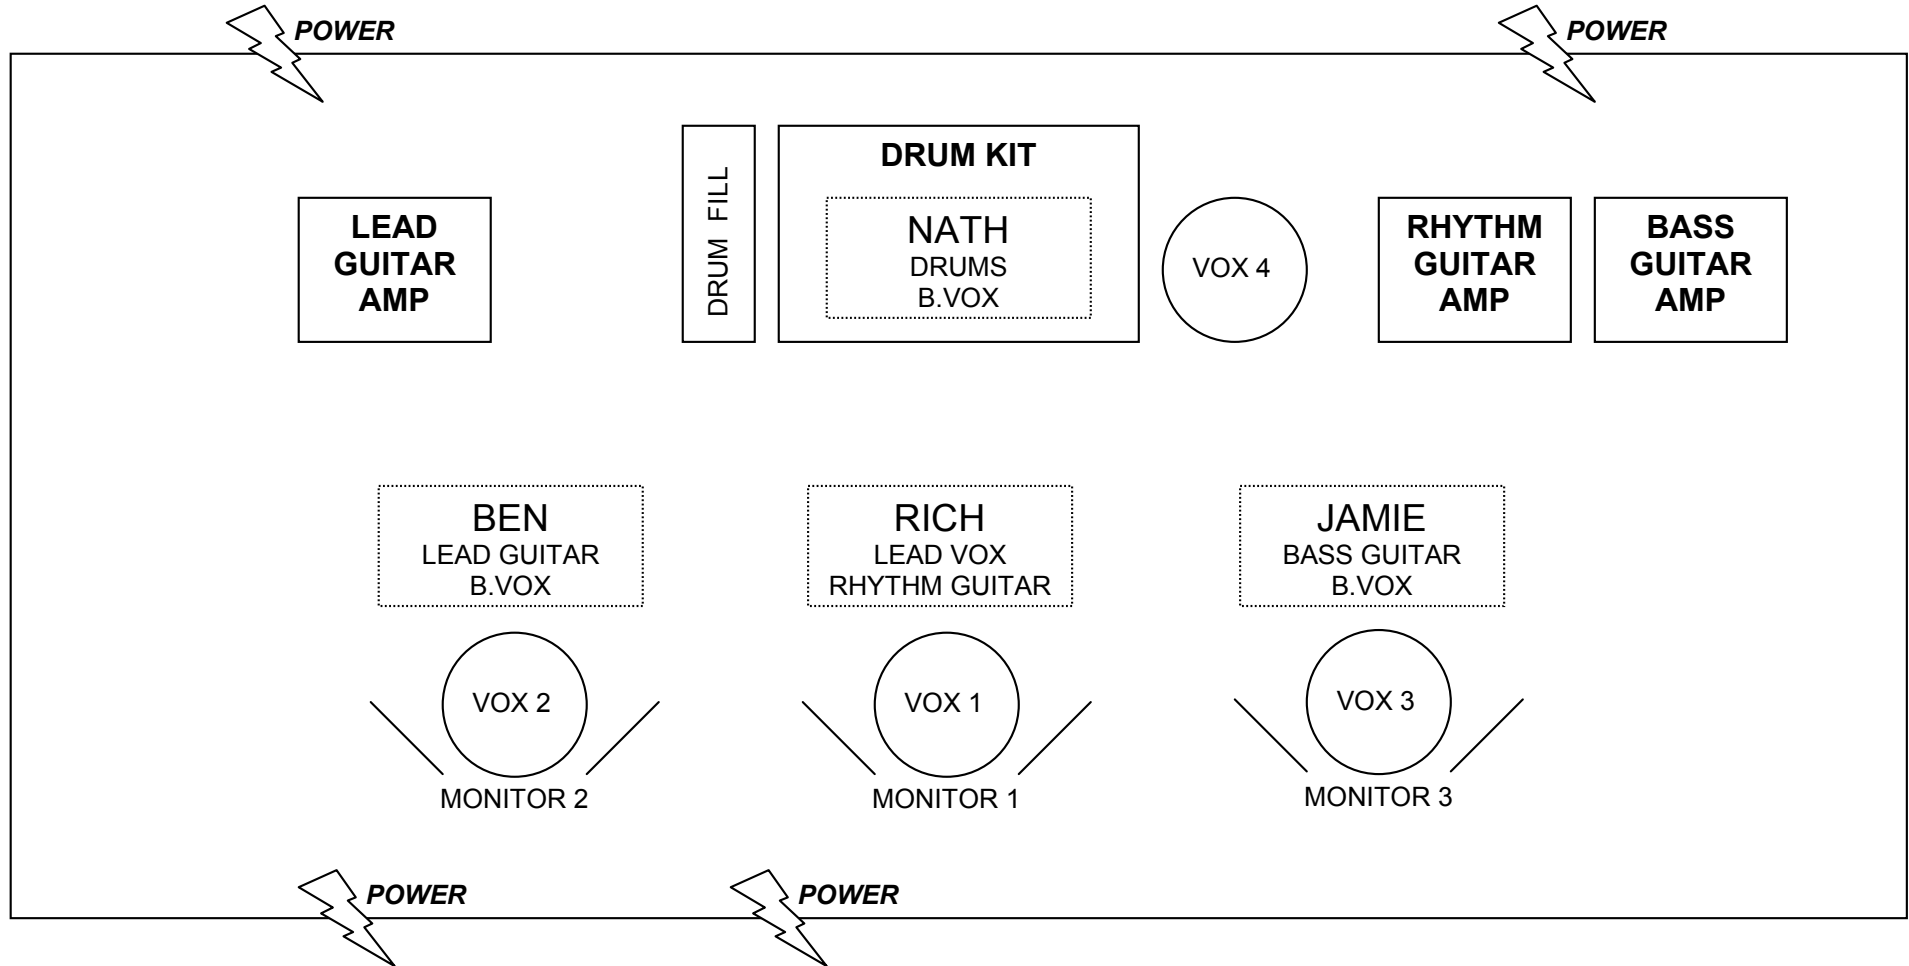 POWER
POWER
DRUM KIT
DRUM FILL
LEAD
GUITAR
AMP
NATH
DRUMS
B.VOX
VOX 4
RHYTHM
GUITAR
AMP
BASS
GUITAR
AMP
BEN
LEAD GUITAR
B.VOX
RICH
LEAD VOX
RHYTHM GUITAR
JAMIE
BASS GUITAR
B.VOX
VOX 2
VOX 1
VOX 3
MONITOR 2
MONITOR 1
MONITOR 3
POWER
POWER